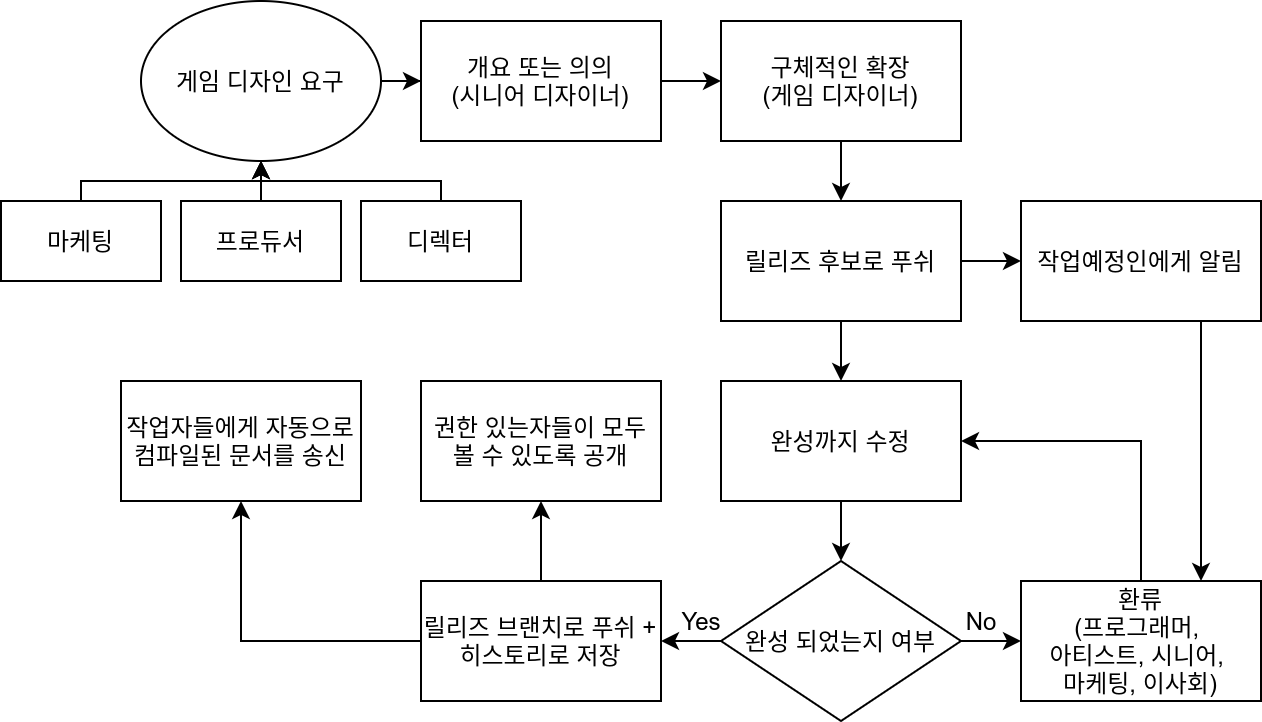 게임 디자인 요구
개요 또는 의의
(시니어 디자이너)
구체적인 확장
(게임 디자이너)
마케팅
프로듀서
디렉터
릴리즈 후보로 푸쉬
작업예정인에게 알림
작업자들에게 자동으로
컴파일된 문서를 송신
권한 있는자들이 모두
볼 수 있도록 공개
완성까지 수정
릴리즈 브랜치로 푸쉬 +
히스토리로 저장
Yes
완성 되었는지 여부
No
환류
(프로그래머,
아티스트, 시니어,
마케팅, 이사회)